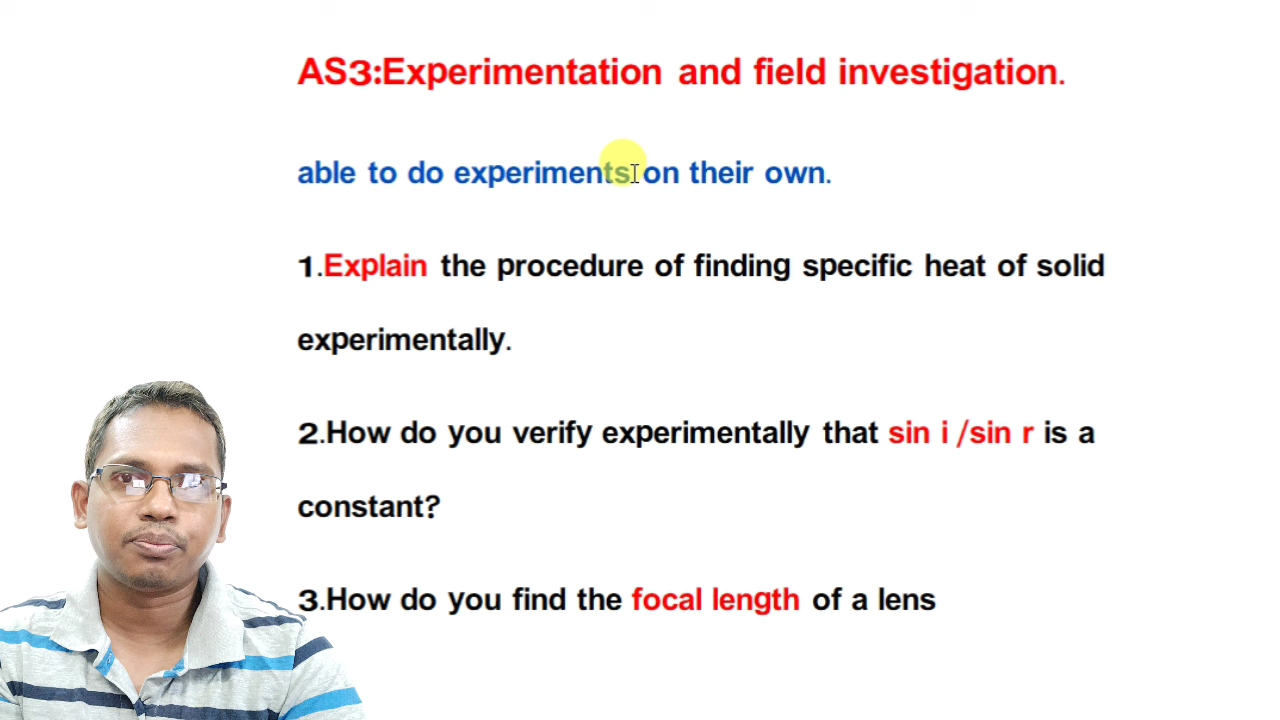 AS3:Experimentation and field investigation.
able to do experiments on their own.
1.Explain the procedure of finding specific heat of solid
experimentally.
2.How do you verify experimentally that sin i /sin r is a
constant?
3.How do you find the focal length of a lens